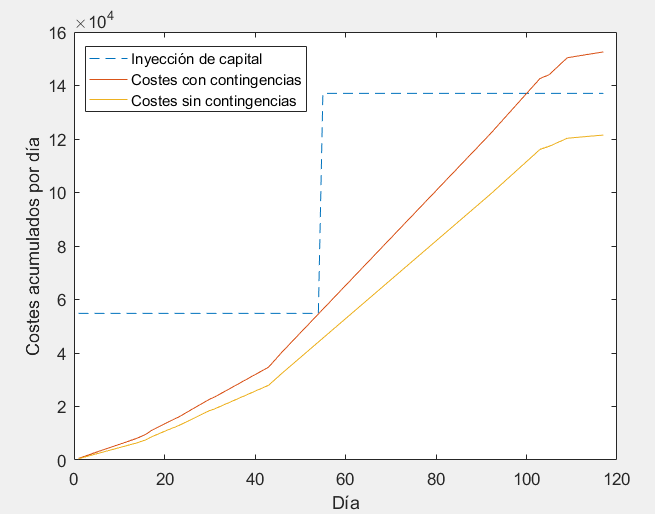 ×10⁴
Inyección de capital
Costes con contingencias
Costes sin contingencias
Costes acumulados por día
16
14
12
10
8
6
4
2
0
0 20 40 60 80 100 120
Día